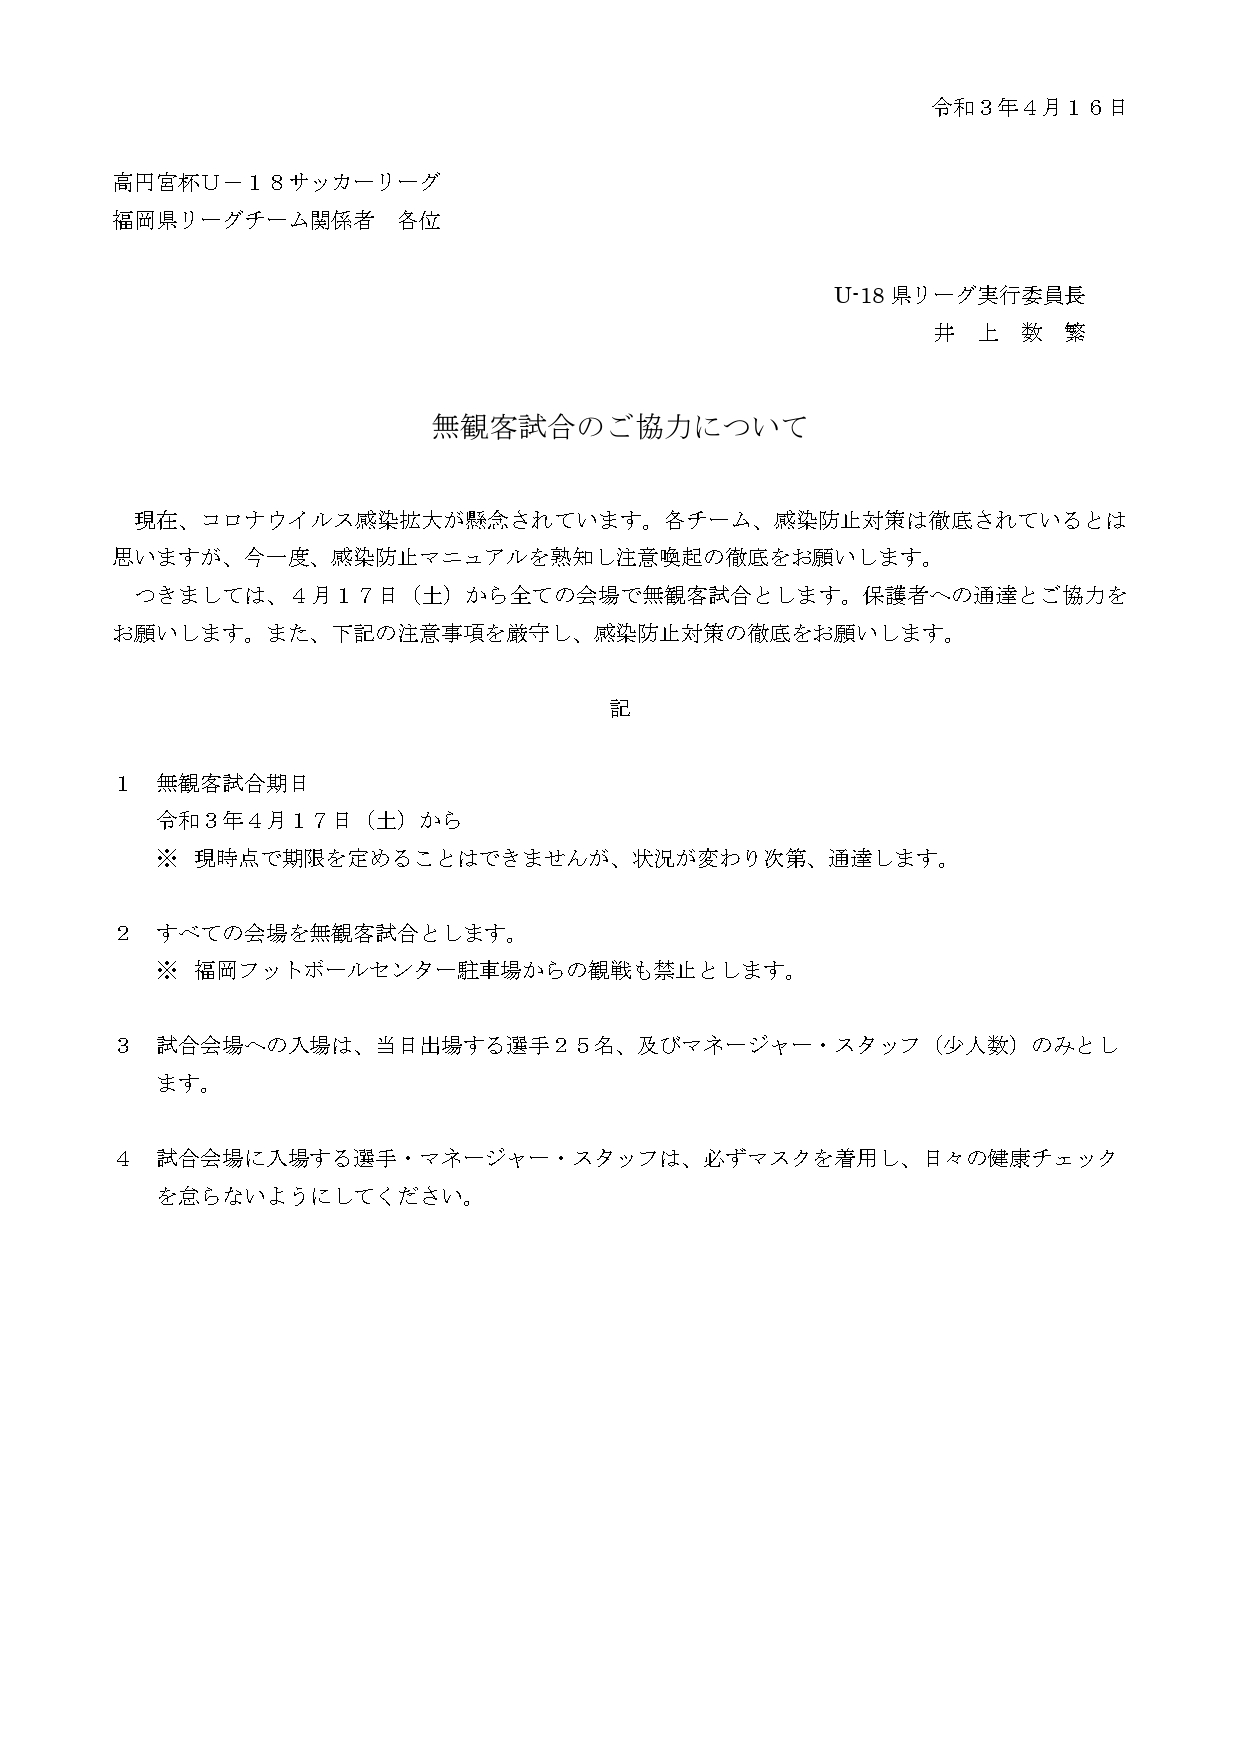 令和３年４月１６日
高円宮杯Ｕ－１８サッカーリーグ
福岡県リーグチーム関係者　各位
U-18 県リーグ実行委員長
井　上　数　繁
無観客試合のご協力について
　現在、コロナウイルス感染拡大が懸念されています。各チーム、感染防止対策は徹底されているとは
思いますが、今一度、感染防止マニュアルを熟知し注意喚起の徹底をお願いします。
　つきましては、４月１７日（土）から全ての会場で無観客試合とします。保護者への通達とご協力を
お願いします。また、下記の注意事項を厳守し、感染防止対策の徹底をお願いします。
記
１　無観客試合期日
令和３年４月１７日（土）から
※ 現時点で期限を定めることはできませんが、状況が変わり次第、通達します。
２　すべての会場を無観客試合とします。
※ 福岡フットボールセンター駐車場からの観戦も禁止とします。
３　試合会場への入場は、当日出場する選手２５名、及びマネージャー・スタッフ（少人数）のみとし
ます。
４　試合会場に入場する選手・マネージャー・スタッフは、必ずマスクを着用し、日々の健康チェック
を怠らないようにしてください。